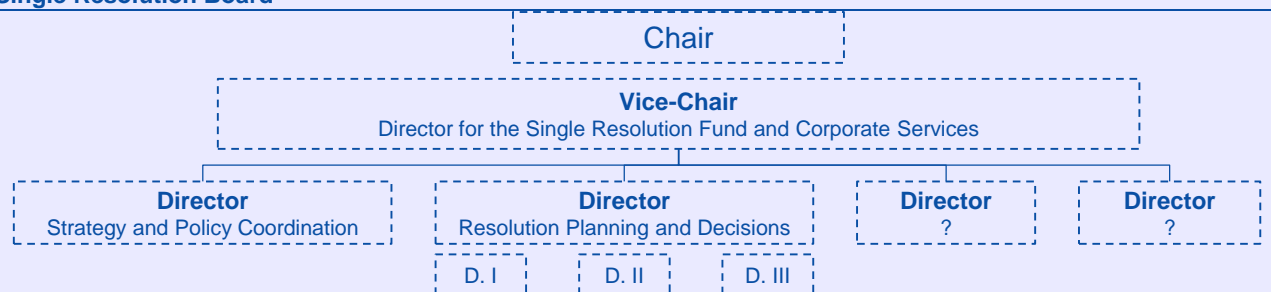 Single Resolution Board
Chair
Vice-Chair
Director for the Single Resolution Fund and Corporate Services
Director
Strategy and Policy Coordination
Director
Resolution Planning and Decisions
Director
?
Director
?
D. I
D. II
D. III